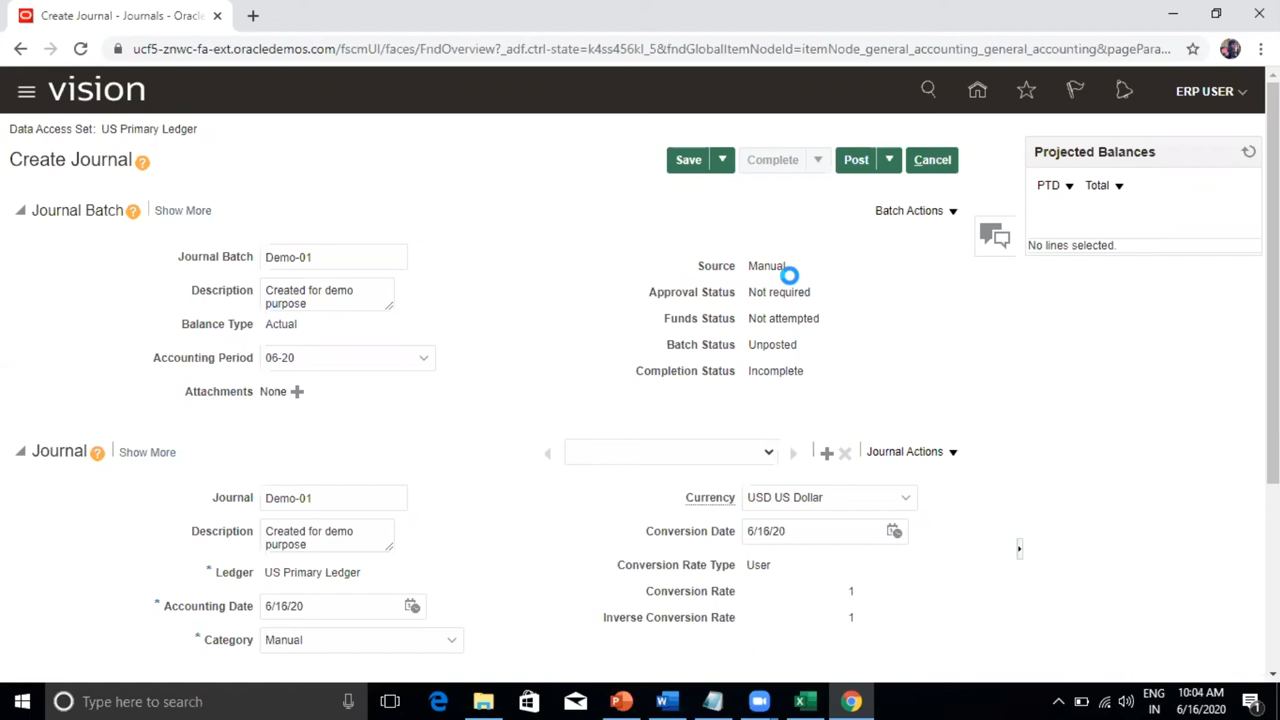 Create Journal - Journals - Oracle
ucf5-znwc-fa-ext.oracledemos.com/fscmUI/faces/FndOverview?_adf.ctrl-state=k4ss456kl_5&fndGlobalItemNodeId=itemNode_general_accounting_general_accounting&pagePara...
vision
ERP USER
Data Access Set: US Primary Ledger
Create Journal
Save
Complete
Post
Cancel
Projected Balances
PTD Total
No lines selected.
Journal Batch Show More
Batch Actions
Journal Batch Demo-01
Description Created for demo
purpose
Balance Type Actual
Accounting Period 06-20
Attachments None
Source Manual
Approval Status Not required
Funds Status Not attempted
Batch Status Unposted
Completion Status Incomplete
Journal Show More
Journal Actions
Journal Demo-01
Description Created for demo
purpose
* Ledger US Primary Ledger
* Accounting Date 6/16/20
* Category Manual
Currency USD US Dollar
Conversion Date 6/16/20
Conversion Rate Type User
Conversion Rate 1
Inverse Conversion Rate 1
Type here to search
ENG
IN
10:04 AM
6/16/2020
1